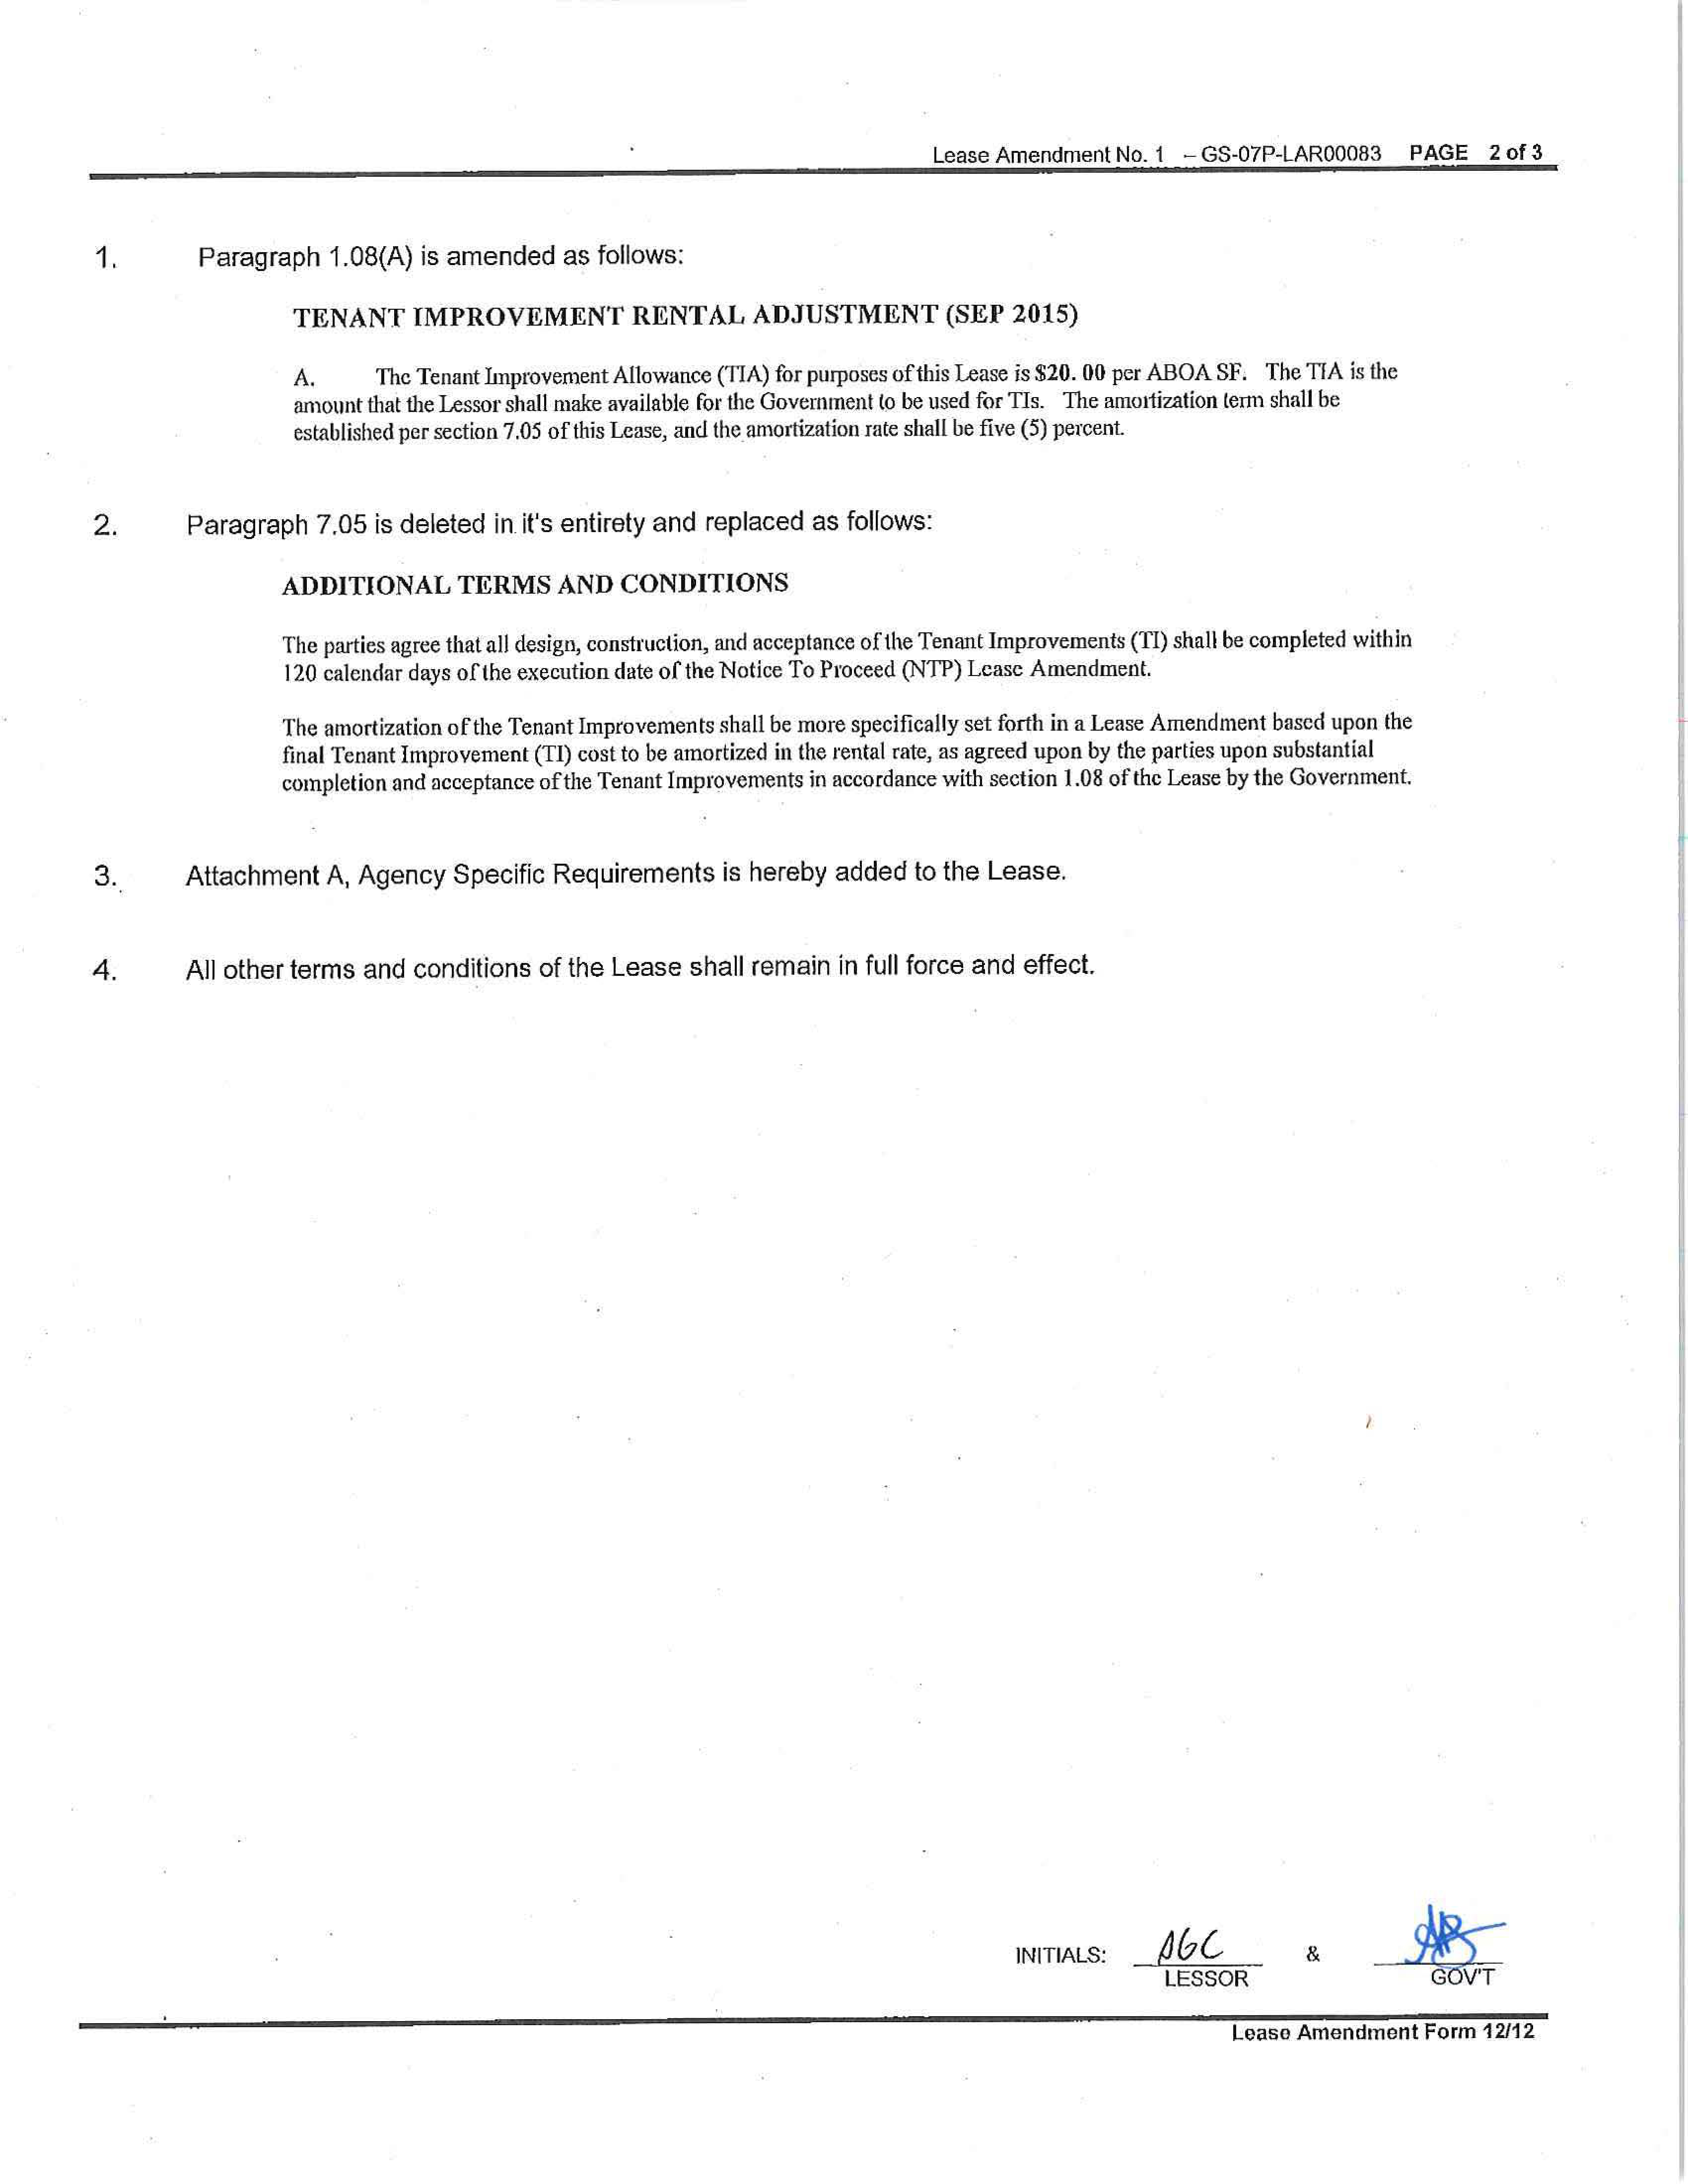 Lease Amendment No. 1 – GS-07P-LAR00083 PAGE 2 of 3
1. Paragraph 1.08(A) is amended as follows:
TENANT IMPROVEMENT RENTAL ADJUSTMENT (SEP 2015)
A. The Tenant Improvement Allowance (TIA) for purposes of this Lease is $20. 00 per ABOA SF. The TIA is the
amount that the Lessor shall make available for the Government to be used for TIs. The amortization term shall be
established per section 7.05 of this Lease, and the amortization rate shall be five (5) percent.
2. Paragraph 7.05 is deleted in it's entirety and replaced as follows:
ADDITIONAL TERMS AND CONDITIONS
The parties agree that all design, construction, and acceptance of the Tenant Improvements (TI) shall be completed within
120 calendar days of the execution date of the Notice To Proceed (NTP) Lease Amendment.
The amortization of the Tenant Improvements shall be more specifically set forth in a Lease Amendment based upon the
final Tenant Improvement (TI) cost to be amortized in the rental rate, as agreed upon by the parties upon substantial
completion and acceptance of the Tenant Improvements in accordance with section 1.08 of the Lease by the Government.
3. Attachment A, Agency Specific Requirements is hereby added to the Lease.
4. All other terms and conditions of the Lease shall remain in full force and effect.
INITIALS: AGC &
LESSOR GOV'T
Lease Amendment Form 12/12